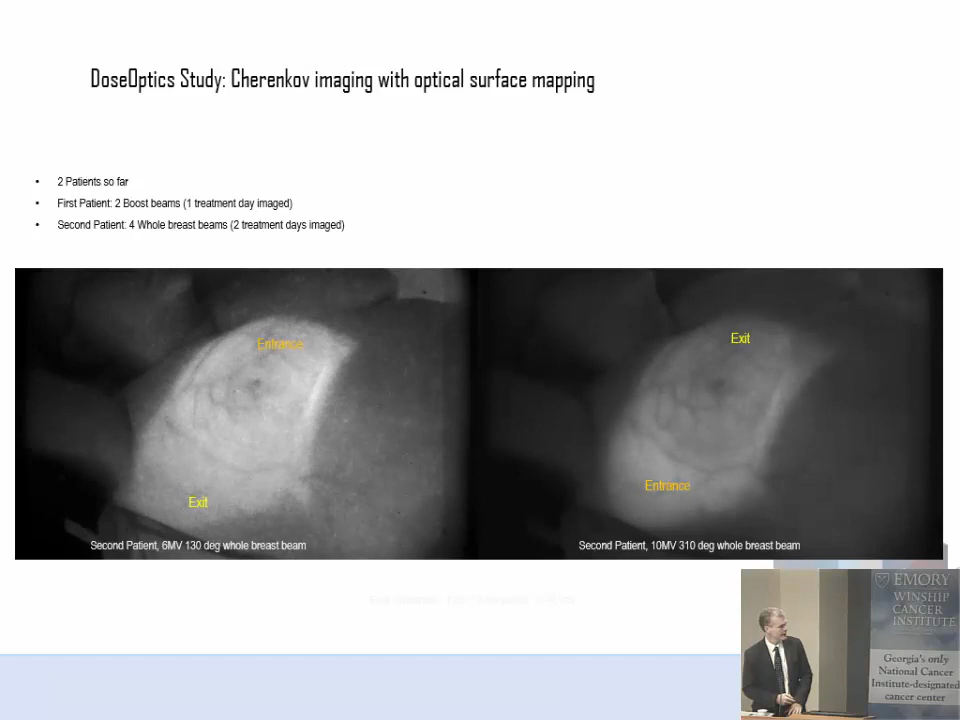 DoseOptics Study: Cherenkov imaging with optical surface mapping
• 2 Patients so far
• First Patient: 2 Boost beams (1 treatment day imaged)
• Second Patient: 4 Whole breast beams (2 treatment days imaged)
Entrance
Exit
Second Patient, 6MV 130 deg whole breast beam
Exit
Entrance
Second Patient, 10MV 310 deg whole breast beam
EMORY
WINSHIP
CANCER
INSTITUTE
Georgia's only
National Cancer
Institute-designated
cancer center